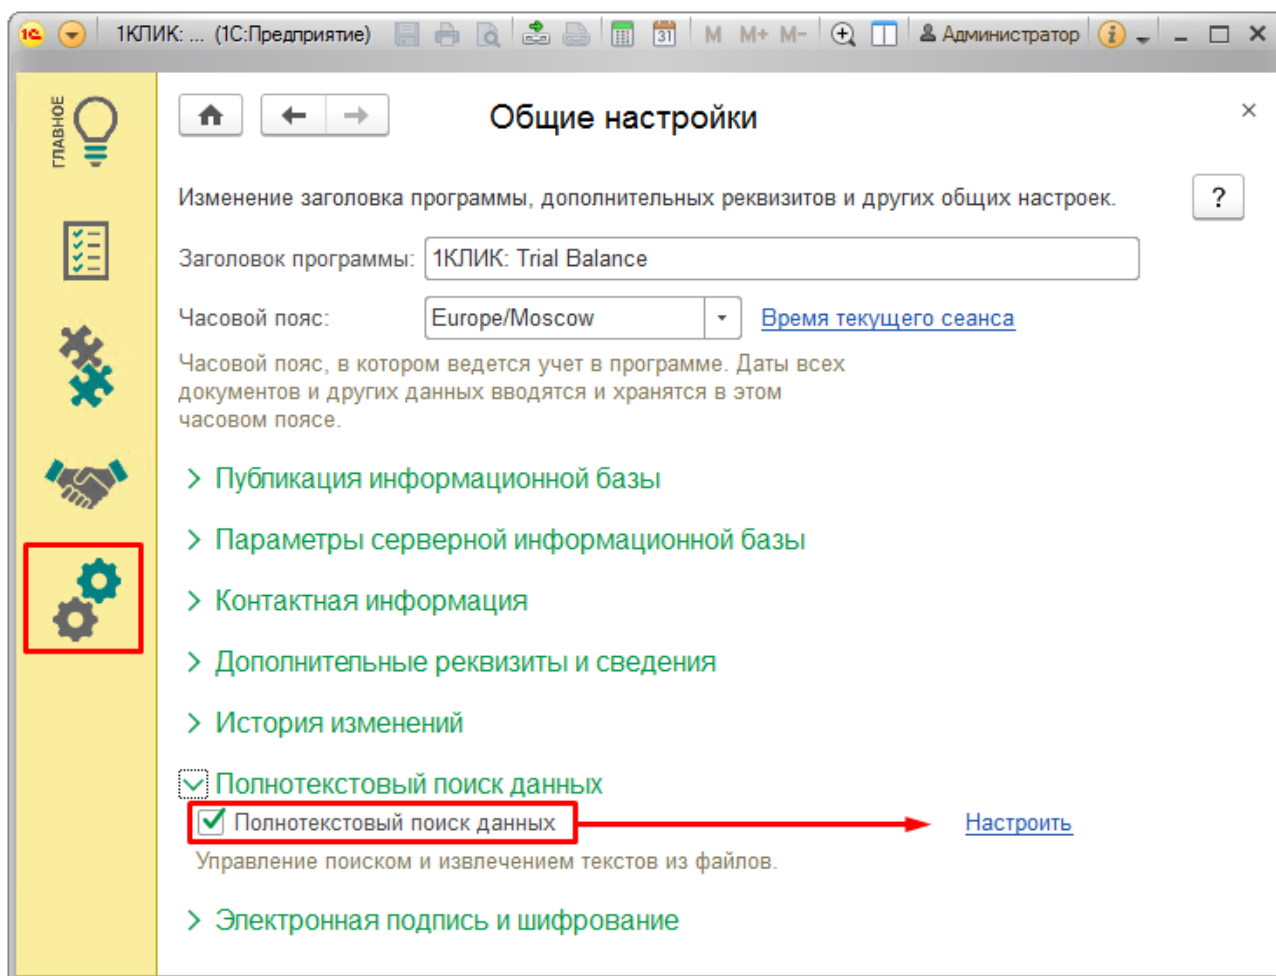 1С 1КЛИК: ... (1С:Предприятие) 31 M M+ M- Администратор i
ГЛАВНОЕ
Общие настройки
Изменение заголовка программы, дополнительных реквизитов и других общих настроек. ?
Заголовок программы: 1КЛИК: Trial Balance
Часовой пояс: Europe/Moscow Время текущего сеанса
Часовой пояс, в котором ведется учет в программе. Даты всех
документов и других данных вводятся и хранятся в этом
часовом поясе.
Публикация информационной базы
Параметры серверной информационной базы
Контактная информация
Дополнительные реквизиты и сведения
История изменений
Полнотекстовый поиск данных
Полнотекстовый поиск данных Настроить
Управление поиском и извлечением текстов из файлов.
Электронная подпись и шифрование